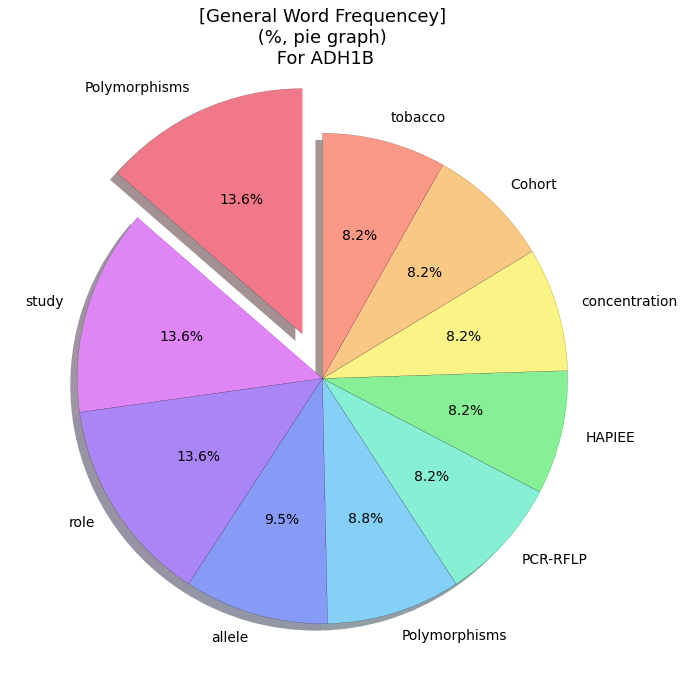 [General Word Frequencey]
(%, pie graph)
For ADH1B
Polymorphisms
tobacco
Cohort
concentration
HAPIEE
PCR-RFLP
Polymorphisms
allele
role
study
13.6%
8.2%
8.2%
8.2%
8.2%
8.2%
8.8%
9.5%
13.6%
13.6%